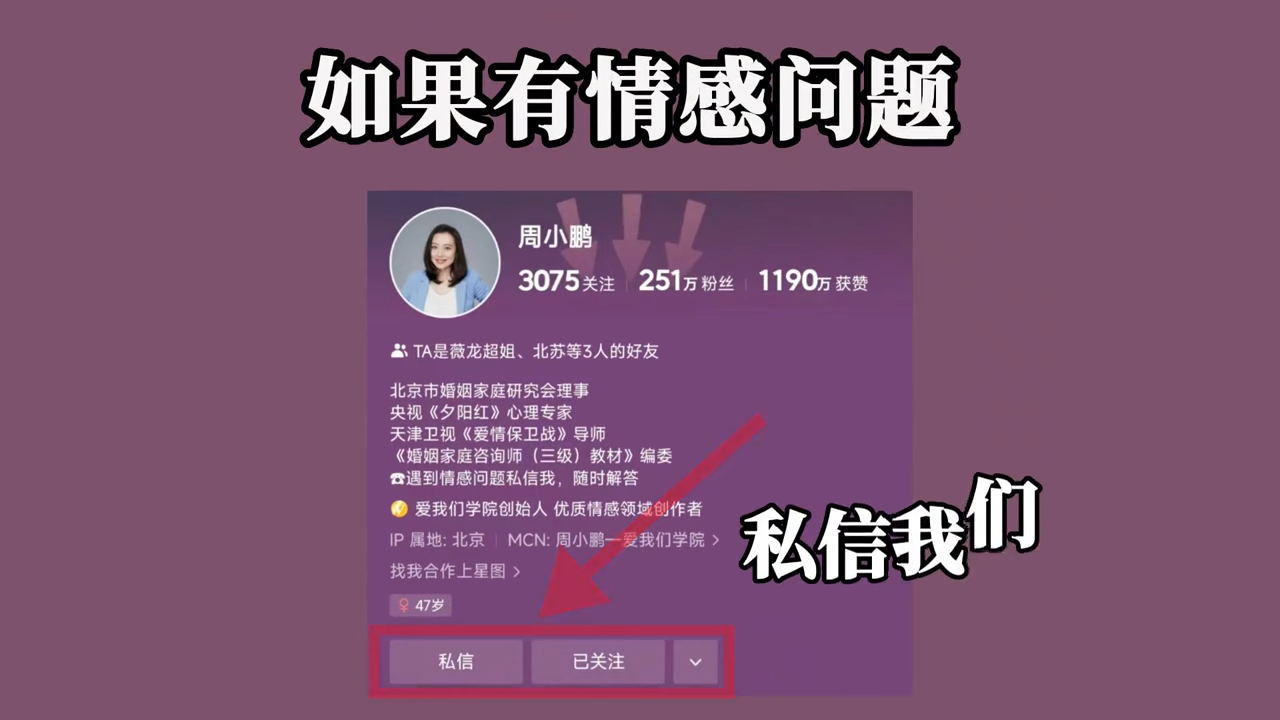 如果有情感问题
周小鹏
3075关注 251万粉丝 1190万获赞
TA是薇龙超姐、北苏等3人的好友
北京市婚姻家庭研究会理事
央视《夕阳红》心理专家
天津卫视《爱情保卫战》导师
《婚姻家庭咨询师（三级）教材》编委
☎遇到情感问题私信我，随时解答
爱我们学院创始人 优质情感领域创作者
IP 属地: 北京 MCN: 周小鹏—爱我们学院 >
找我合作上星图 >
♀ 47岁
私信 已关注
私信我们